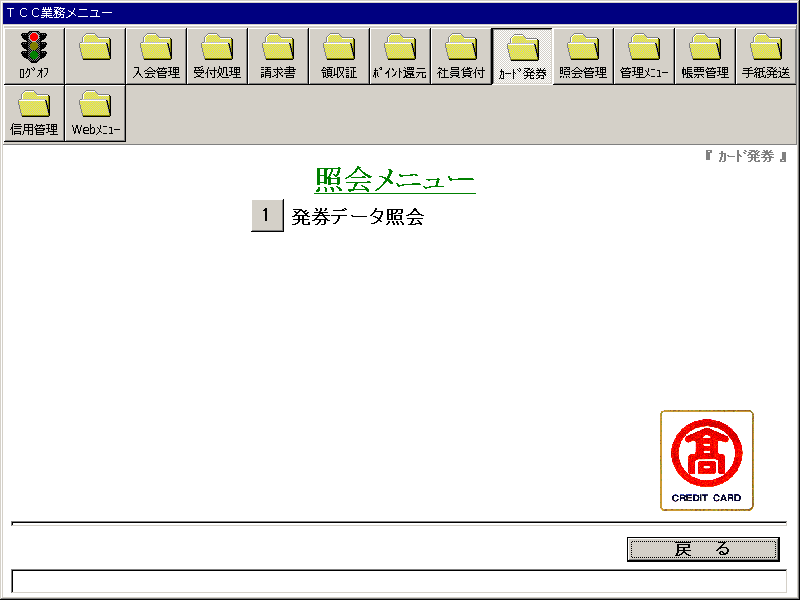 ＴＣＣ業務メニュー
ﾛｸﾞｵﾌ
入会管理
受付処理
請求書
領収証
ﾎﾟｲﾝﾄ還元
社員貸付
ｶｰﾄﾞ発券
照会管理
管理ﾒﾆｭｰ
帳票管理
手紙発送
信用管理
Webﾒﾆｭｰ
『 ｶｰﾄﾞ発券 』
照会メニュー
1 発券データ照会
髙
CREDIT CARD
戻　る